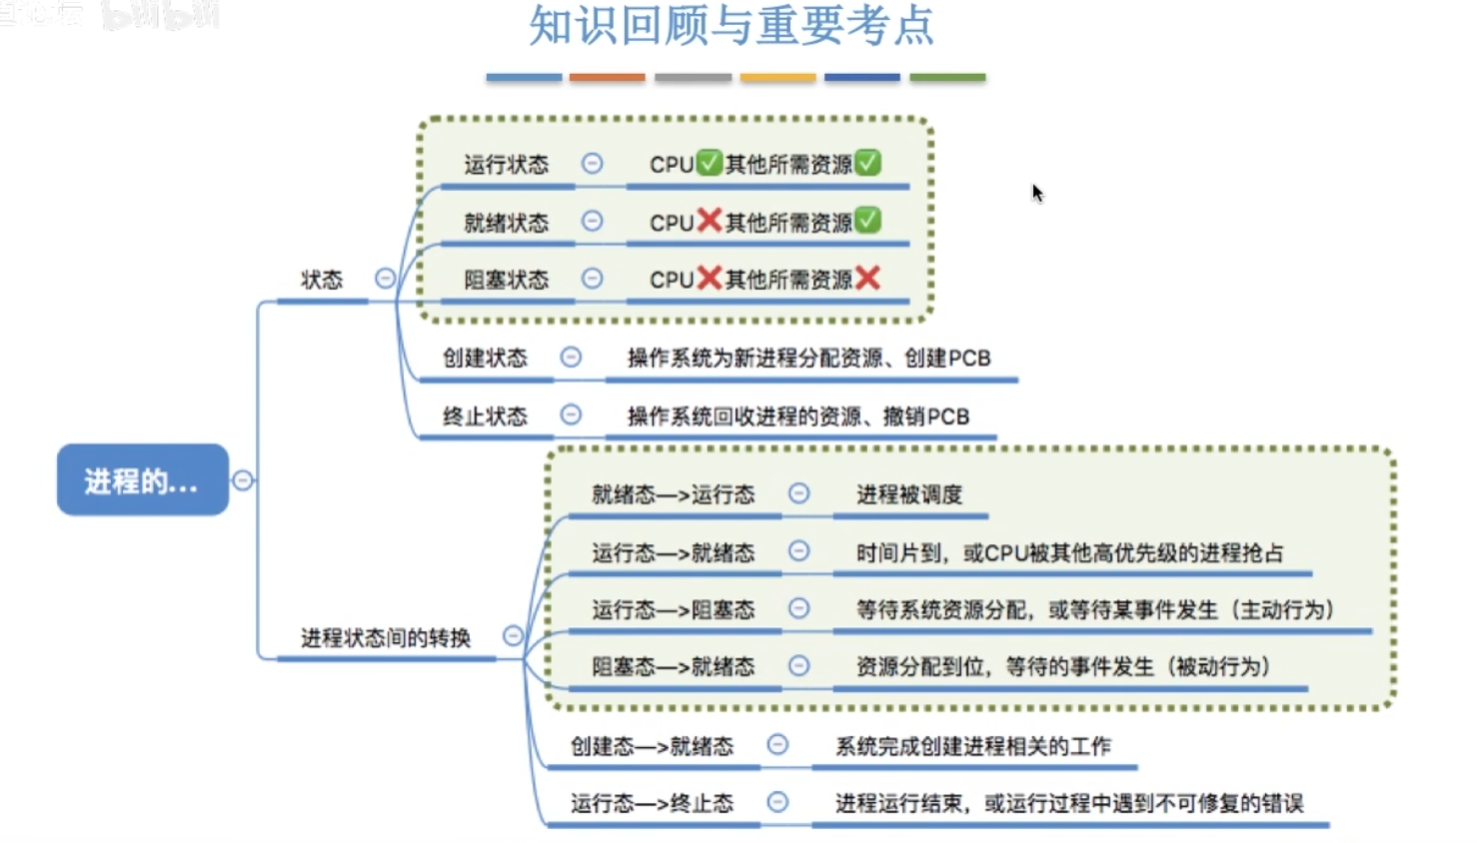 bilibili
知识回顾与重要考点
运行状态 CPU✅其他所需资源✅
就绪状态 CPU❌其他所需资源✅
状态
阻塞状态 CPU❌其他所需资源❌
创建状态 操作系统为新进程分配资源、创建PCB
终止状态 操作系统回收进程的资源、撤销PCB
进程的...
就绪态—>运行态 进程被调度
运行态—>就绪态 时间片到，或CPU被其他高优先级的进程抢占
运行态—>阻塞态 等待系统资源分配，或等待某事件发生（主动行为）
进程状态间的转换
阻塞态—>就绪态 资源分配到位，等待的事件发生（被动行为）
创建态—>就绪态 系统完成创建进程相关的工作
运行态—>终止态 进程运行结束，或运行过程中遇到不可修复的错误